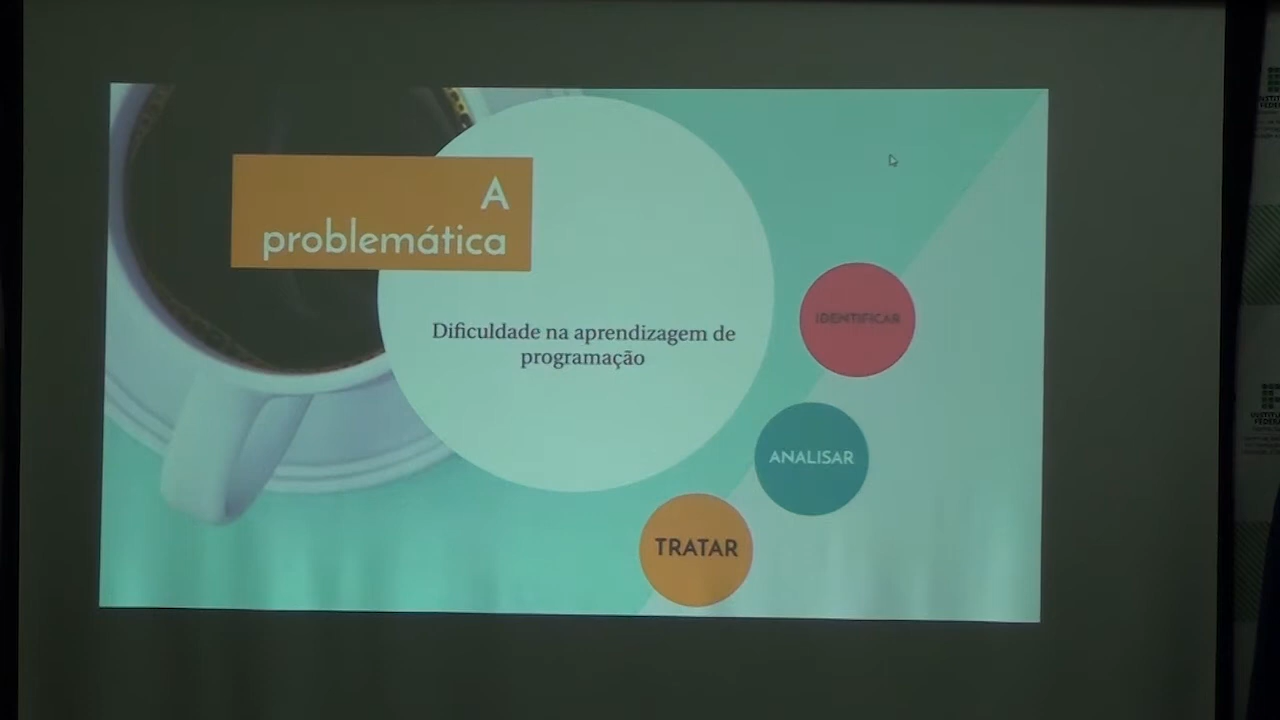 A
problemática
Dificuldade na aprendizagem de
programação
IDENTIFICAR
ANALISAR
TRATAR